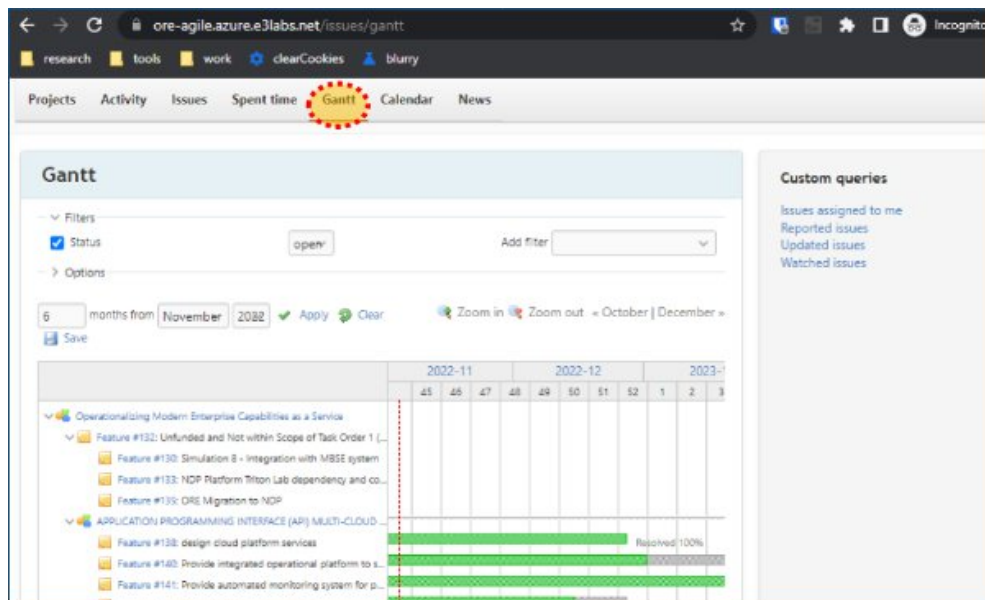 ore-agile.azure.e3labs.net/issues/gantt
Incognito
research tools work clearCookies blurry
Projects Activity Issues Spent time Gantt Calendar News
Gantt
Custom queries
Issues assigned to me
Reported issues
Updated issues
Watched issues
Filters
Status open Add filter
Options
6 months from November Apply Clear Zoom in Zoom out « October | December »
Save
2022-11 2022-12 2023-
45 46 47 48 49 50 51 52 1 2 3
Operationalizing Modern Enterprise Capabilities as a Service
Feature #132: Unfunded and Not within Scope of Task Order 1 (...
Feature #130: Simulation 8 - Integration with MBSE system
Feature #133: NDP Platform Triton Lab dependency and co...
Feature #139: ORE Migration to NDP
APPLICATION PROGRAMMING INTERFACE (API) MULTI-CLOUD ...
Feature #138: design cloud platform services Resolved 100%
Feature #140: Provide integrated operational platform to s...
Feature #141: Provide automated monitoring system for p...